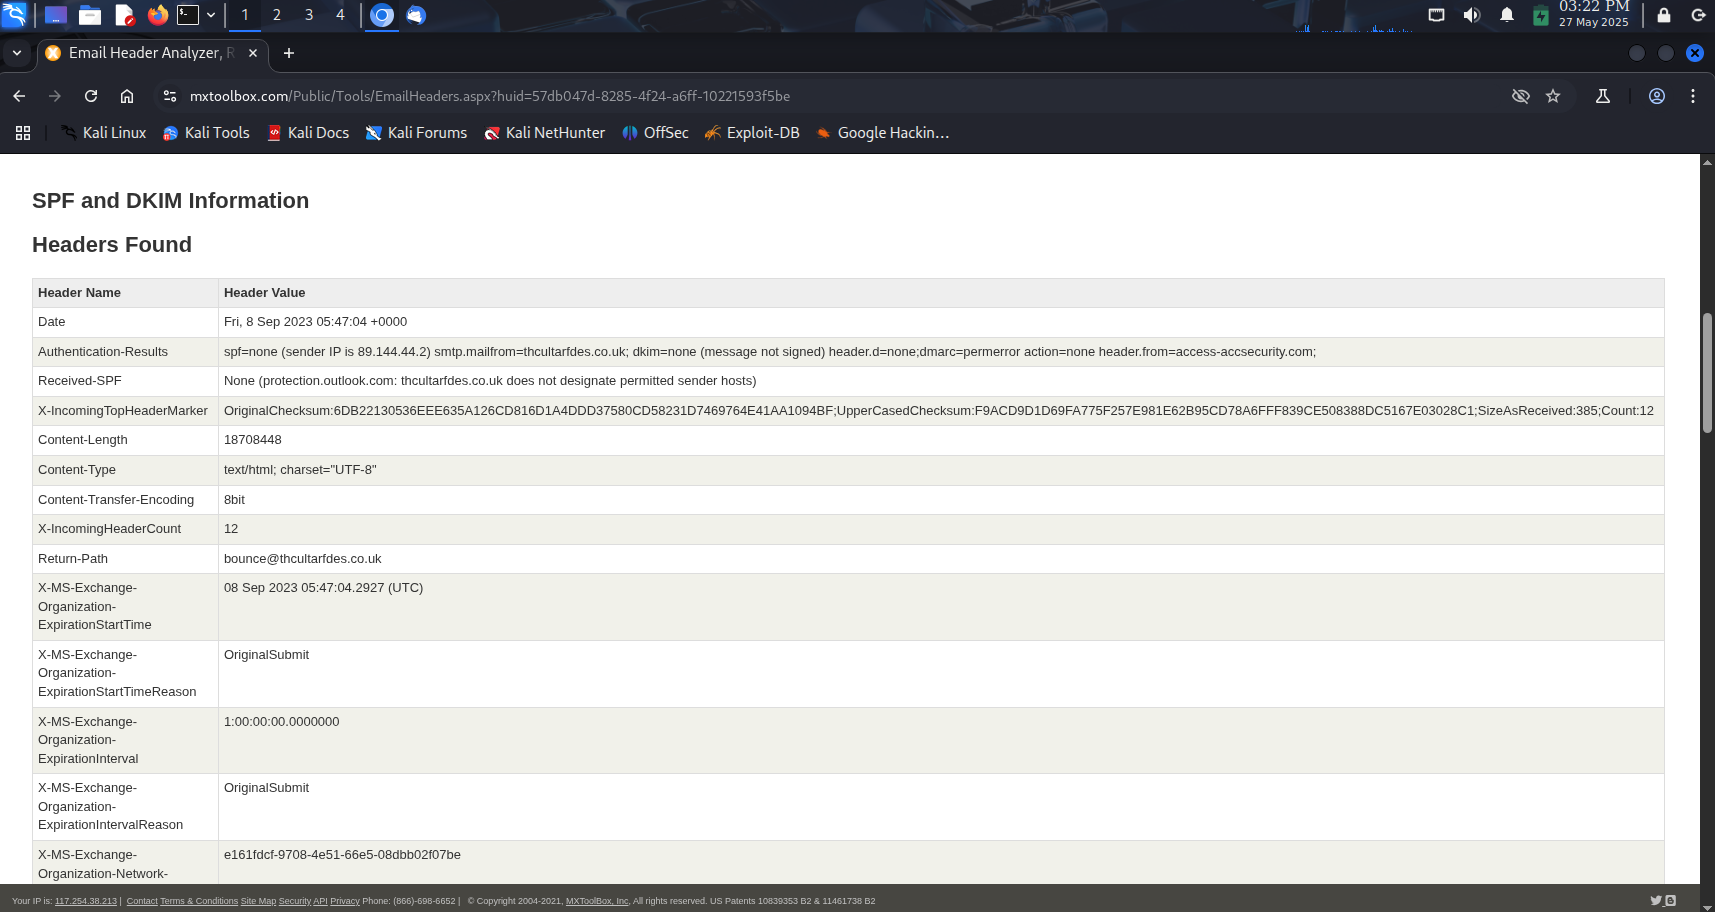 1 2 3 4
03:22 PM
27 May 2025
Email Header Analyzer, R
mxtoolbox.com/Public/Tools/EmailHeaders.aspx?huid=57db047d-8285-4f24-a6ff-10221593f5be
Kali Linux Kali Tools Kali Docs Kali Forums Kali NetHunter OffSec Exploit-DB Google Hackin…
SPF and DKIM Information
Headers Found
Header Name Header Value
Date Fri, 8 Sep 2023 05:47:04 +0000
Authentication-Results spf=none (sender IP is 89.144.44.2) smtp.mailfrom=thcultarfdes.co.uk; dkim=none (message not signed) header.d=none;dmarc=permerror action=none header.from=access-accsecurity.com;
Received-SPF None (protection.outlook.com: thcultarfdes.co.uk does not designate permitted sender hosts)
X-IncomingTopHeaderMarker OriginalChecksum:6DB22130536EEE635A126CD816D1A4DDD37580CD58231D7469764E41AA1094BF;UpperCasedChecksum:F9ACD9D1D69FA775F257E981E62B95CD78A6FFF839CE508388DC5167E03028C1;SizeAsReceived:385;Count:12
Content-Length 18708448
Content-Type text/html; charset="UTF-8"
Content-Transfer-Encoding 8bit
X-IncomingHeaderCount 12
Return-Path bounce@thcultarfdes.co.uk
X-MS-Exchange- 08 Sep 2023 05:47:04.2927 (UTC)
Organization-
ExpirationStartTime
X-MS-Exchange- OriginalSubmit
Organization-
ExpirationStartTimeReason
X-MS-Exchange- 1:00:00:00.0000000
Organization-
ExpirationInterval
X-MS-Exchange- OriginalSubmit
Organization-
ExpirationIntervalReason
X-MS-Exchange- e161fdcf-9708-4e51-66e5-08dbb02f07be
Organization-Network-
Your IP is: 117.254.38.213 | Contact Terms & Conditions Site Map Security API Privacy Phone: (866)-698-6652 | © Copyright 2004-2021, MXToolBox, Inc, All rights reserved. US Patents 10839353 B2 & 11461738 B2